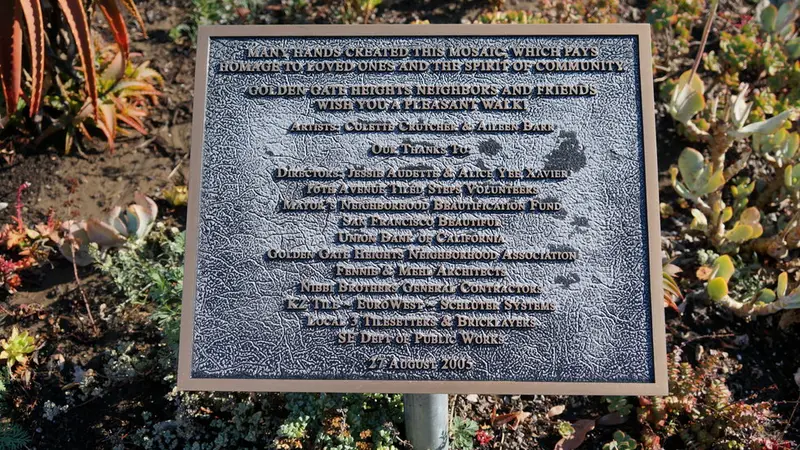 MANY HANDS CREATED THIS MOSAIC, WHICH PAYS
HOMAGE TO LOVED ONES AND THE SPIRIT OF COMMUNITY.
GOLDEN GATE HEIGHTS NEIGHBORS AND FRIENDS
WISH YOU A PLEASANT WALK!
ARTISTS: COLETTE CRUTCHER & AILEEN BARR
OUR THANKS TO:
DIRECTORS: JESSIE AUDETTE & ALICE YEE XAVIER
16TH AVENUE TILED STEPS VOLUNTEERS
MAYOR'S NEIGHBORHOOD BEAUTIFICATION FUND
SAN FRANCISCO BEAUTIFUL
UNION BANK OF CALIFORNIA
GOLDEN GATE HEIGHTS NEIGHBORHOOD ASSOCIATION
FENNIE & MEHL ARCHITECTS
NIBBI BROTHERS GENERAL CONTRACTORS
KZ TILE – EUROWEST – SCHLUTER SYSTEMS
LOCAL 3 TILESETTERS & BRICKLAYERS
SF DEPT OF PUBLIC WORKS
27 AUGUST 2005